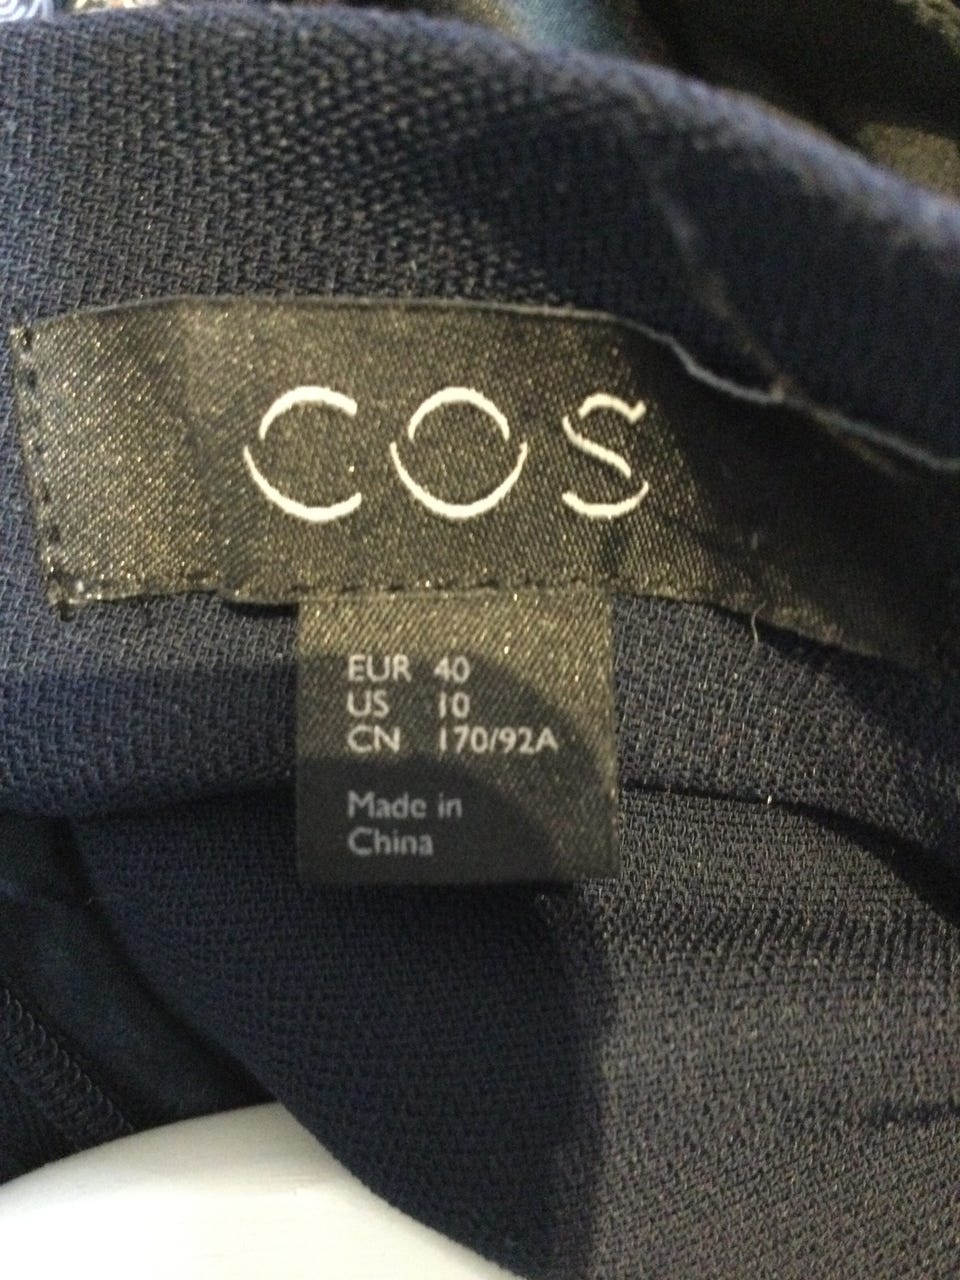 COS
EUR 40
US 10
CN 170/92A
Made in
China